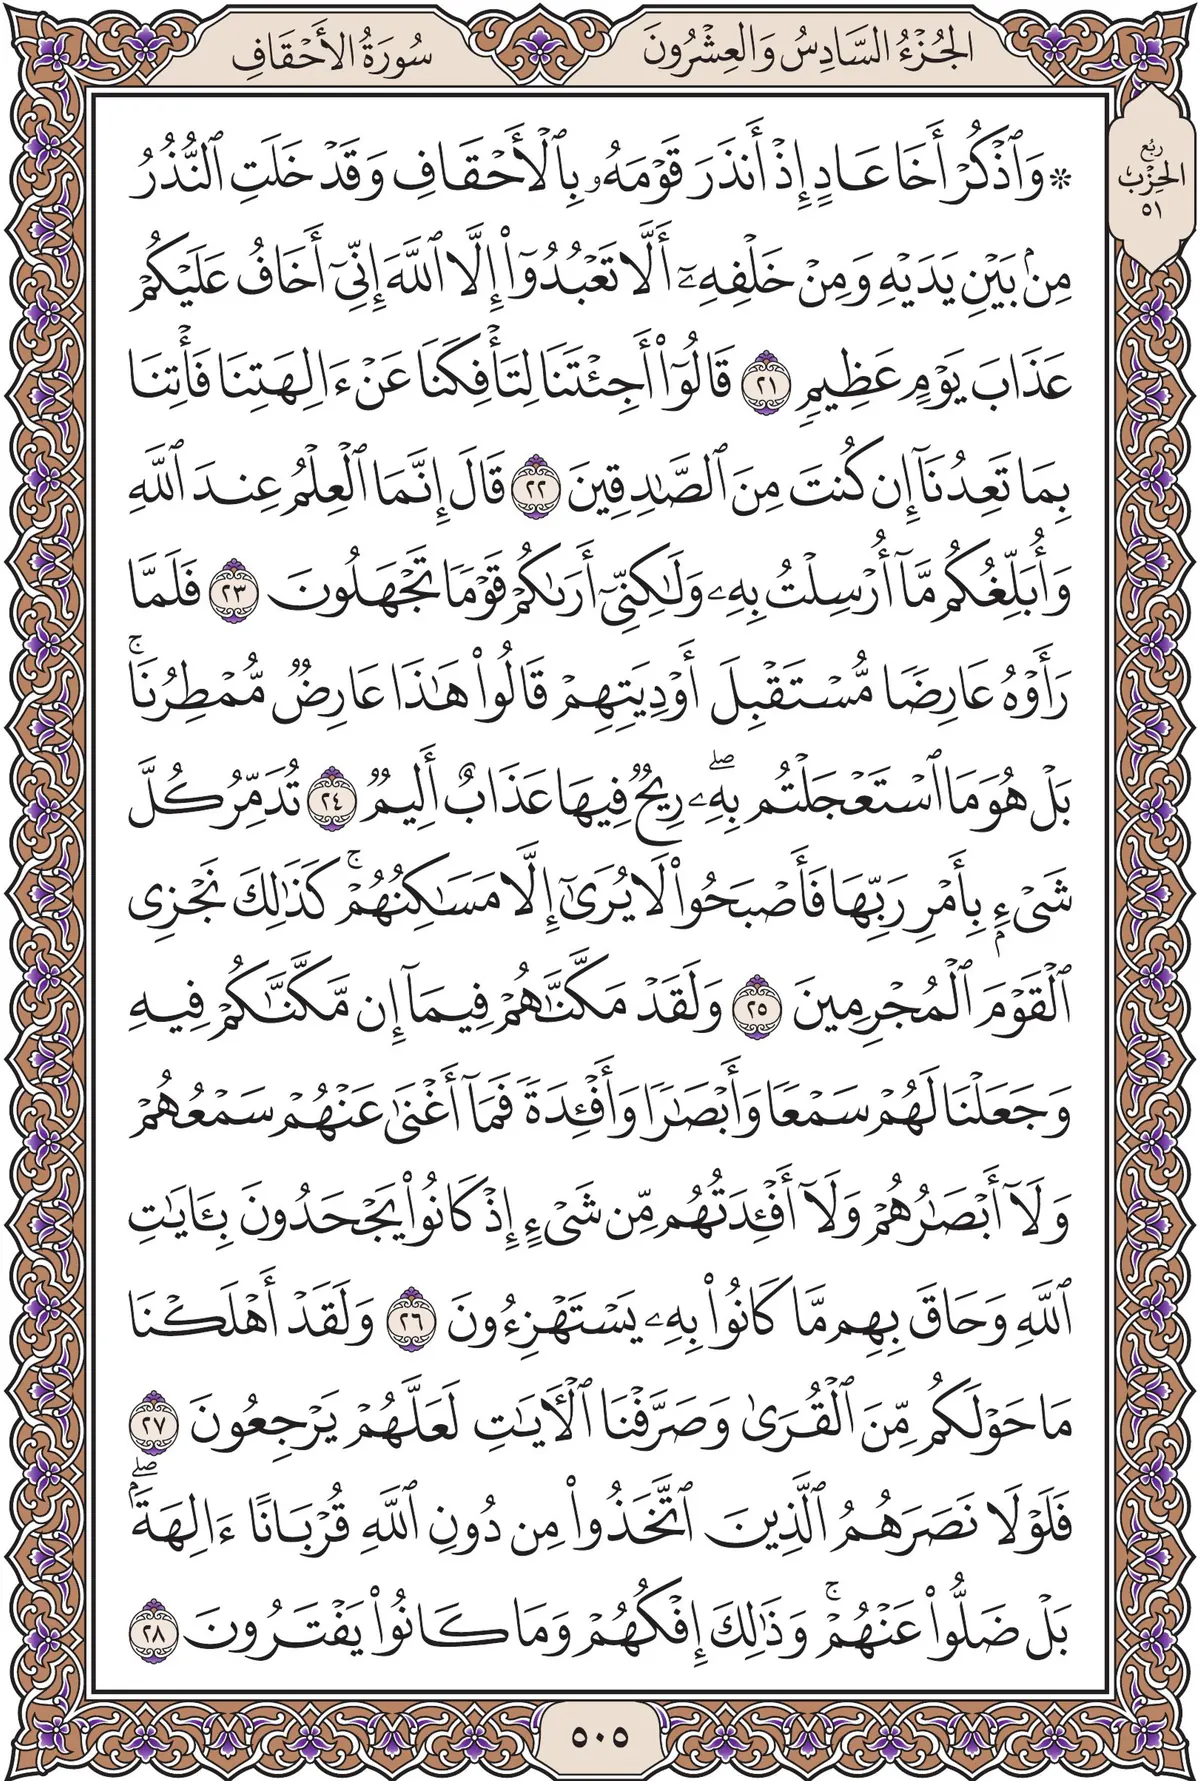 الجُزْءُ السَّادِسُ وَالعِشْرُونَ
سُورَةُ الأَحْقَافِ
رُبُع
الحِزْب
٥١
۞ وَٱذْكُرْ أَخَا عَادٍ إِذْ أَنذَرَ قَوْمَهُۥ بِٱلْأَحْقَافِ وَقَدْ خَلَتِ ٱلنُّذُرُ
مِنۢ بَيْنِ يَدَيْهِ وَمِنْ خَلْفِهِۦٓ أَلَّا تَعْبُدُوٓا۟ إِلَّا ٱللَّهَ إِنِّىٓ أَخَافُ عَلَيْكُمْ
عَذَابَ يَوْمٍ عَظِيمٍ ٢١ قَالُوٓا۟ أَجِئْتَنَا لِتَأْفِكَنَا عَنْ ءَالِهَتِنَا فَأْتِنَا
بِمَا تَعِدُنَآ إِن كُنتَ مِنَ ٱلصَّٰدِقِينَ ٢٢ قَالَ إِنَّمَا ٱلْعِلْمُ عِندَ ٱللَّهِ
وَأُبَلِّغُكُم مَّآ أُرْسِلْتُ بِهِۦ وَلَٰكِنِّىٓ أَرَىٰكُمْ قَوْمًا تَجْهَلُونَ ٢٣ فَلَمَّا
رَأَوْهُ عَارِضًا مُّسْتَقْبِلَ أَوْدِيَتِهِمْ قَالُوا۟ هَٰذَا عَارِضٌ مُّمْطِرُنَا ۚ
بَلْ هُوَ مَا ٱسْتَعْجَلْتُم بِهِۦ ۖ رِيحٌ فِيهَا عَذَابٌ أَلِيمٌ ٢٤ تُدَمِّرُ كُلَّ
شَىْءٍۭ بِأَمْرِ رَبِّهَا فَأَصْبَحُوا۟ لَا يُرَىٰٓ إِلَّا مَسَٰكِنُهُمْ ۚ كَذَٰلِكَ نَجْزِى
ٱلْقَوْمَ ٱلْمُجْرِمِينَ ٢٥ وَلَقَدْ مَكَّنَّٰهُمْ فِيمَآ إِن مَّكَّنَّٰكُمْ فِيهِ
وَجَعَلْنَا لَهُمْ سَمْعًا وَأَبْصَٰرًا وَأَفْـِٔدَةً فَمَآ أَغْنَىٰ عَنْهُمْ سَمْعُهُمْ
وَلَآ أَبْصَٰرُهُمْ وَلَآ أَفْـِٔدَتُهُم مِّن شَىْءٍ إِذْ كَانُوا۟ يَجْحَدُونَ بِـَٔايَٰتِ
ٱللَّهِ وَحَاقَ بِهِم مَّا كَانُوا۟ بِهِۦ يَسْتَهْزِءُونَ ٢٦ وَلَقَدْ أَهْلَكْنَا
مَا حَوْلَكُم مِّنَ ٱلْقُرَىٰ وَصَرَّفْنَا ٱلْـَٔايَٰتِ لَعَلَّهُمْ يَرْجِعُونَ ٢٧
فَلَوْلَا نَصَرَهُمُ ٱلَّذِينَ ٱتَّخَذُوا۟ مِن دُونِ ٱللَّهِ قُرْبَانًا ءَالِهَةًۢ ۖ
بَلْ ضَلُّوا۟ عَنْهُمْ ۚ وَذَٰلِكَ إِفْكُهُمْ وَمَا كَانُوا۟ يَفْتَرُونَ ٢٨
٥٠٥